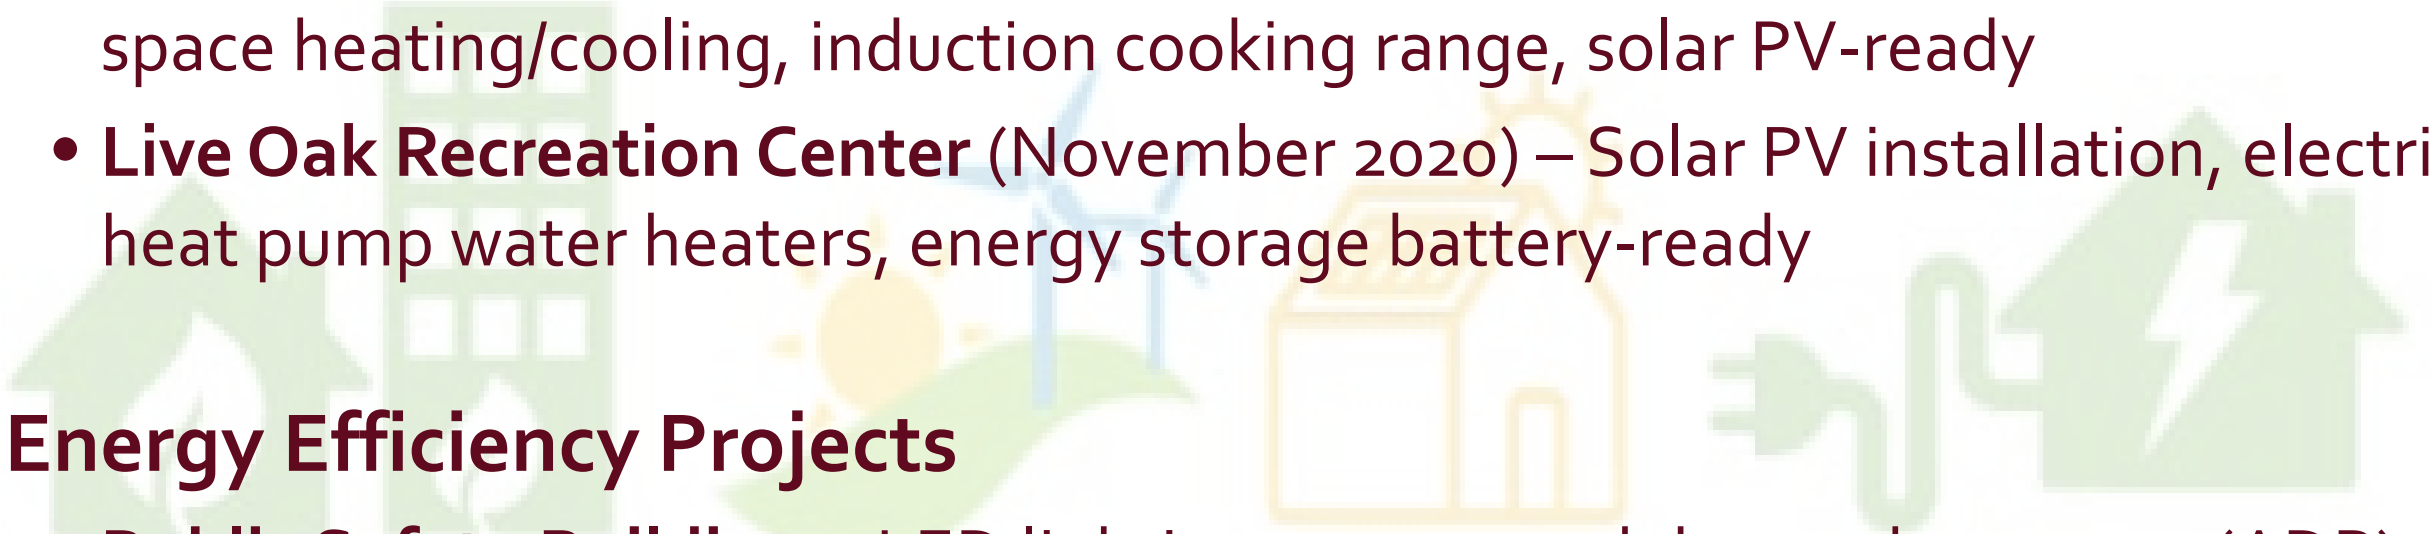 space heating/cooling, induction cooking range, solar PV-ready
• Live Oak Recreation Center (November 2020) – Solar PV installation, electri
heat pump water heaters, energy storage battery-ready
Energy Efficiency Projects